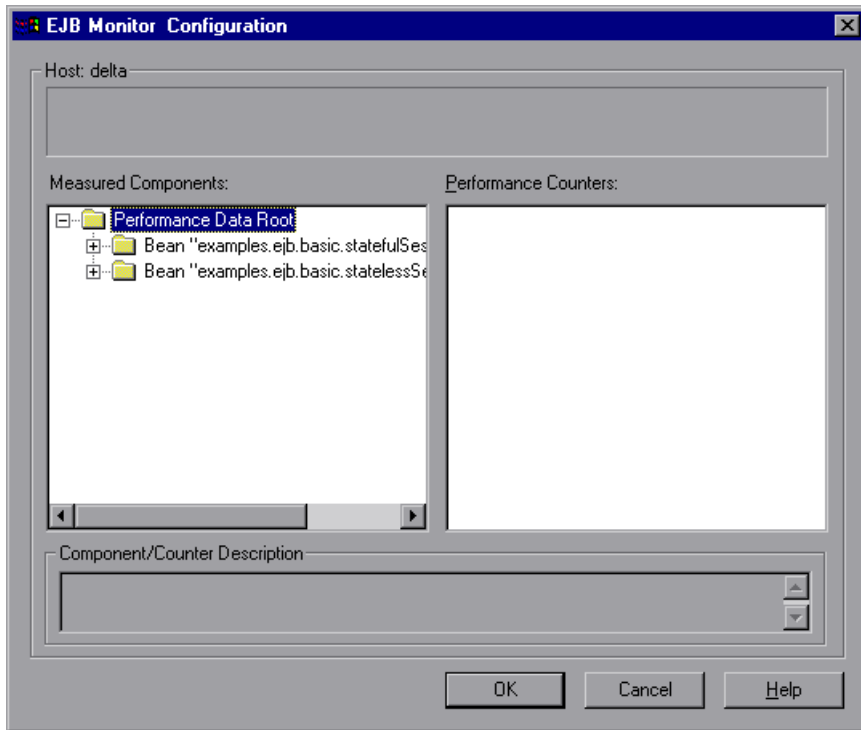 EJB Monitor Configuration
Host: delta
Measured Components:
Performance Counters:
Performance Data Root
Bean "examples.ejb.basic.statefulSes
Bean "examples.ejb.basic.statelessSe
Component/Counter Description
OK
Cancel
Help